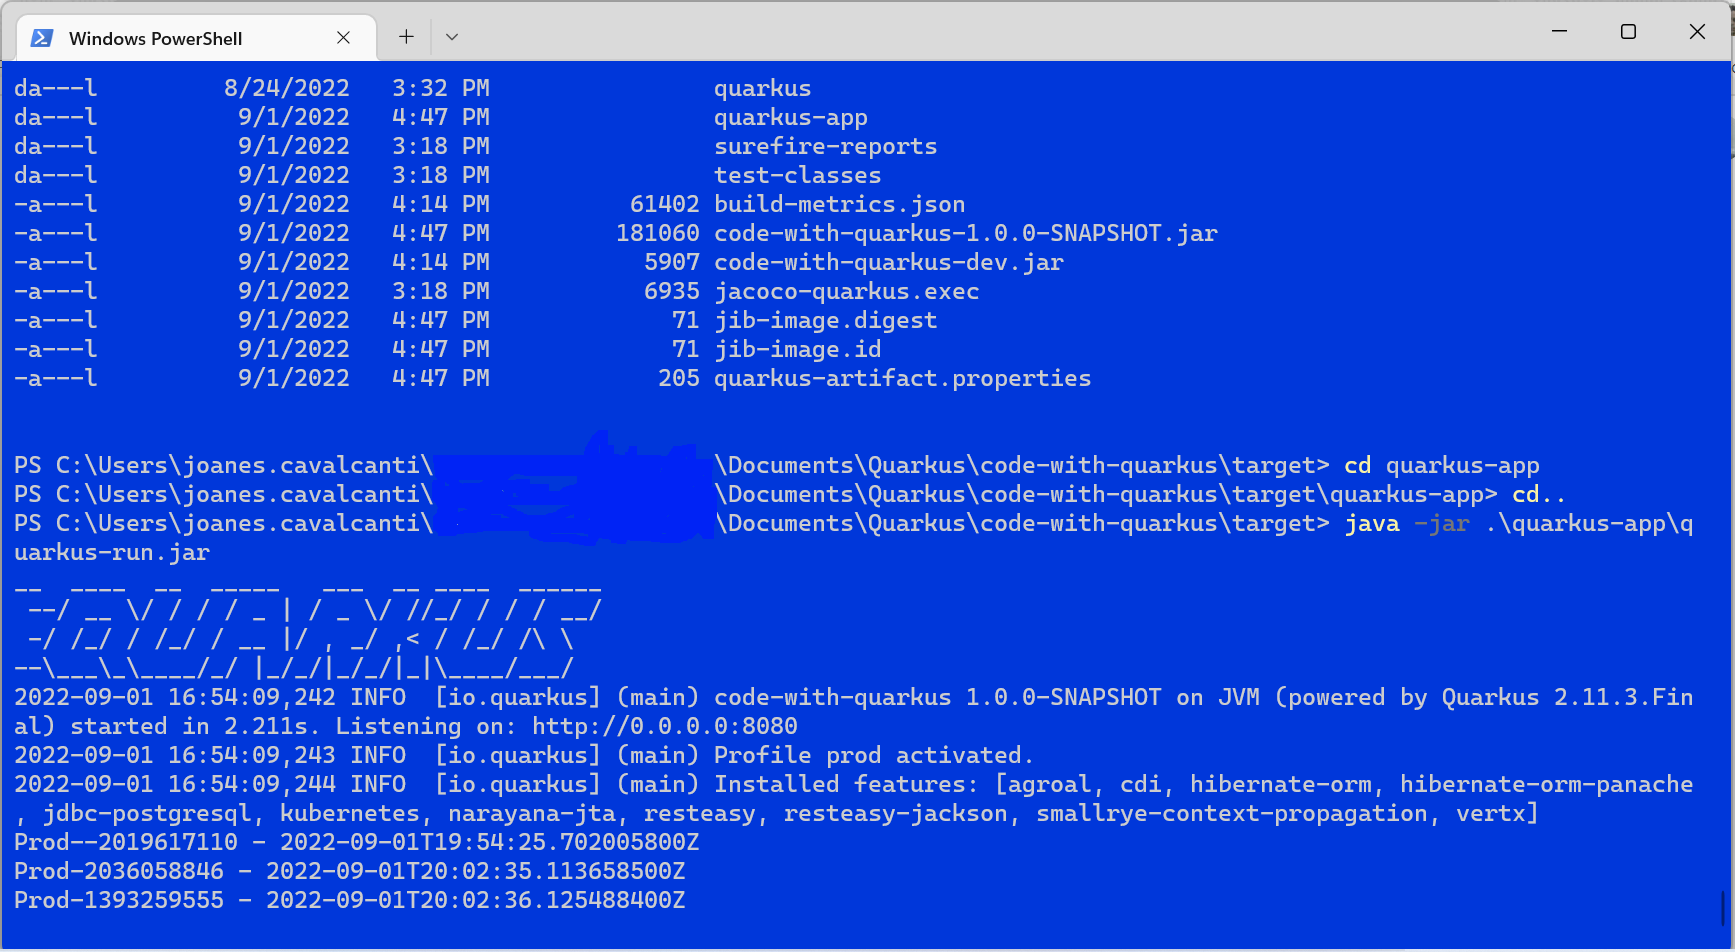 Windows PowerShell
da---l 8/24/2022 3:32 PM quarkus
da---l 9/1/2022 4:47 PM quarkus-app
da---l 9/1/2022 3:18 PM surefire-reports
da---l 9/1/2022 3:18 PM test-classes
-a---l 9/1/2022 4:14 PM 61402 build-metrics.json
-a---l 9/1/2022 4:47 PM 181060 code-with-quarkus-1.0.0-SNAPSHOT.jar
-a---l 9/1/2022 4:14 PM 5907 code-with-quarkus-dev.jar
-a---l 9/1/2022 3:18 PM 6935 jacoco-quarkus.exec
-a---l 9/1/2022 4:47 PM 71 jib-image.digest
-a---l 9/1/2022 4:47 PM 71 jib-image.id
-a---l 9/1/2022 4:47 PM 205 quarkus-artifact.properties
PS C:\Users\joanes.cavalcanti\ \Documents\Quarkus\code-with-quarkus\target> cd quarkus-app
PS C:\Users\joanes.cavalcanti\ \Documents\Quarkus\code-with-quarkus\target\quarkus-app> cd..
PS C:\Users\joanes.cavalcanti\ \Documents\Quarkus\code-with-quarkus\target> java -jar .\quarkus-app\q
uarkus-run.jar
__  ____  __  _____   ___  __ ____  ______
 --/ __ \/ / / / _ | / _ \/ //_/ / / / __/
 -/ /_/ / /_/ / __ |/ , _/ ,< / /_/ /\ \
--\___\_\____/_/ |_/_/|_/_/|_|\____/___/
2022-09-01 16:54:09,242 INFO  [io.quarkus] (main) code-with-quarkus 1.0.0-SNAPSHOT on JVM (powered by Quarkus 2.11.3.Fin
al) started in 2.211s. Listening on: http://0.0.0.0:8080
2022-09-01 16:54:09,243 INFO  [io.quarkus] (main) Profile prod activated.
2022-09-01 16:54:09,244 INFO  [io.quarkus] (main) Installed features: [agroal, cdi, hibernate-orm, hibernate-orm-panache
, jdbc-postgresql, kubernetes, narayana-jta, resteasy, resteasy-jackson, smallrye-context-propagation, vertx]
Prod--2019617110 - 2022-09-01T19:54:25.702005800Z
Prod-2036058846 - 2022-09-01T20:02:35.113658500Z
Prod-1393259555 - 2022-09-01T20:02:36.125488400Z